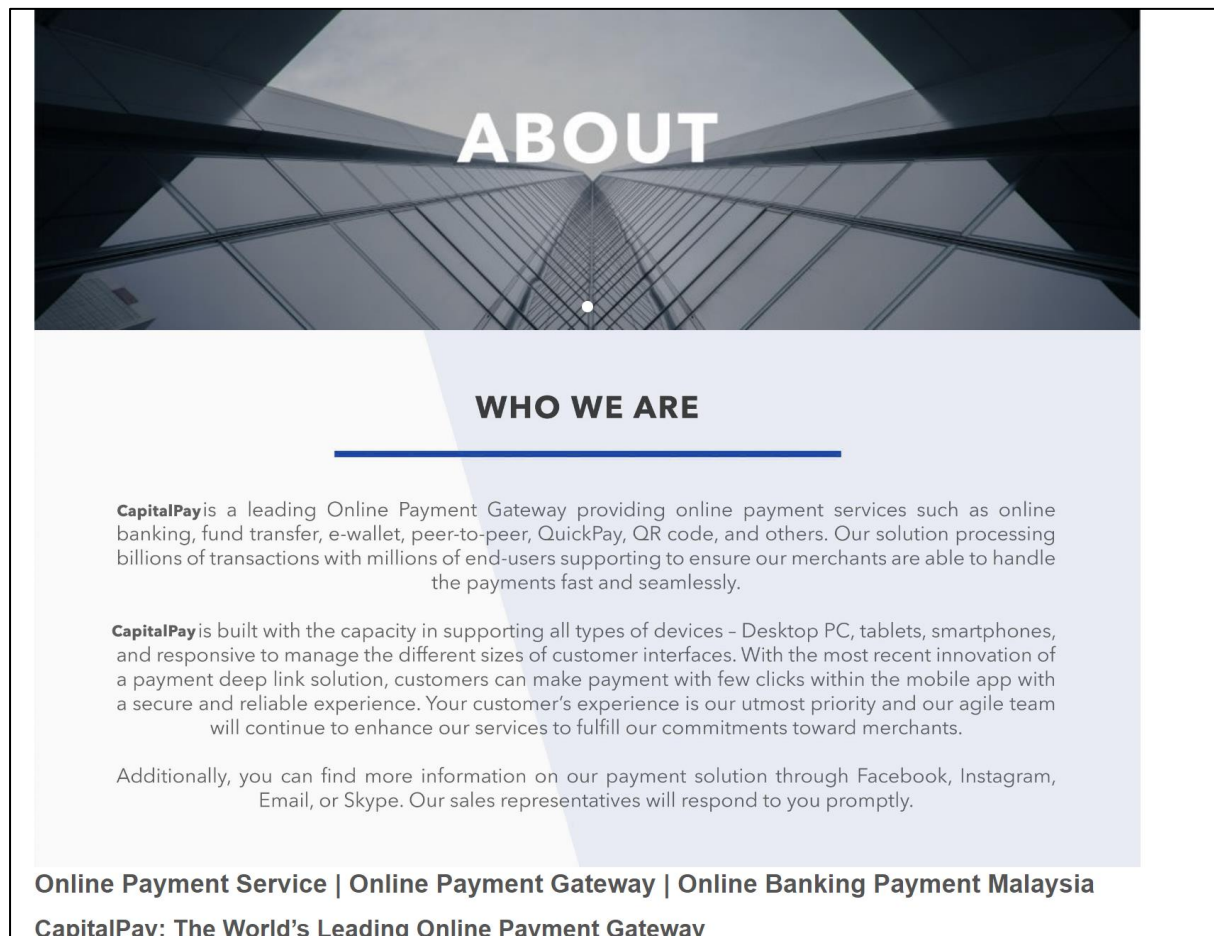 ABOUT
WHO WE ARE
CapitalPay is a leading Online Payment Gateway providing online payment services such as online
banking, fund transfer, e-wallet, peer-to-peer, QuickPay, QR code, and others. Our solution processing
billions of transactions with millions of end-users supporting to ensure our merchants are able to handle
the payments fast and seamlessly.
CapitalPay is built with the capacity in supporting all types of devices – Desktop PC, tablets, smartphones,
and responsive to manage the different sizes of customer interfaces. With the most recent innovation of
a payment deep link solution, customers can make payment with few clicks within the mobile app with
a secure and reliable experience. Your customer’s experience is our utmost priority and our agile team
will continue to enhance our services to fulfill our commitments toward merchants.
Additionally, you can find more information on our payment solution through Facebook, Instagram,
Email, or Skype. Our sales representatives will respond to you promptly.
Online Payment Service | Online Payment Gateway | Online Banking Payment Malaysia
CapitalPay: The World’s Leading Online Payment Gateway